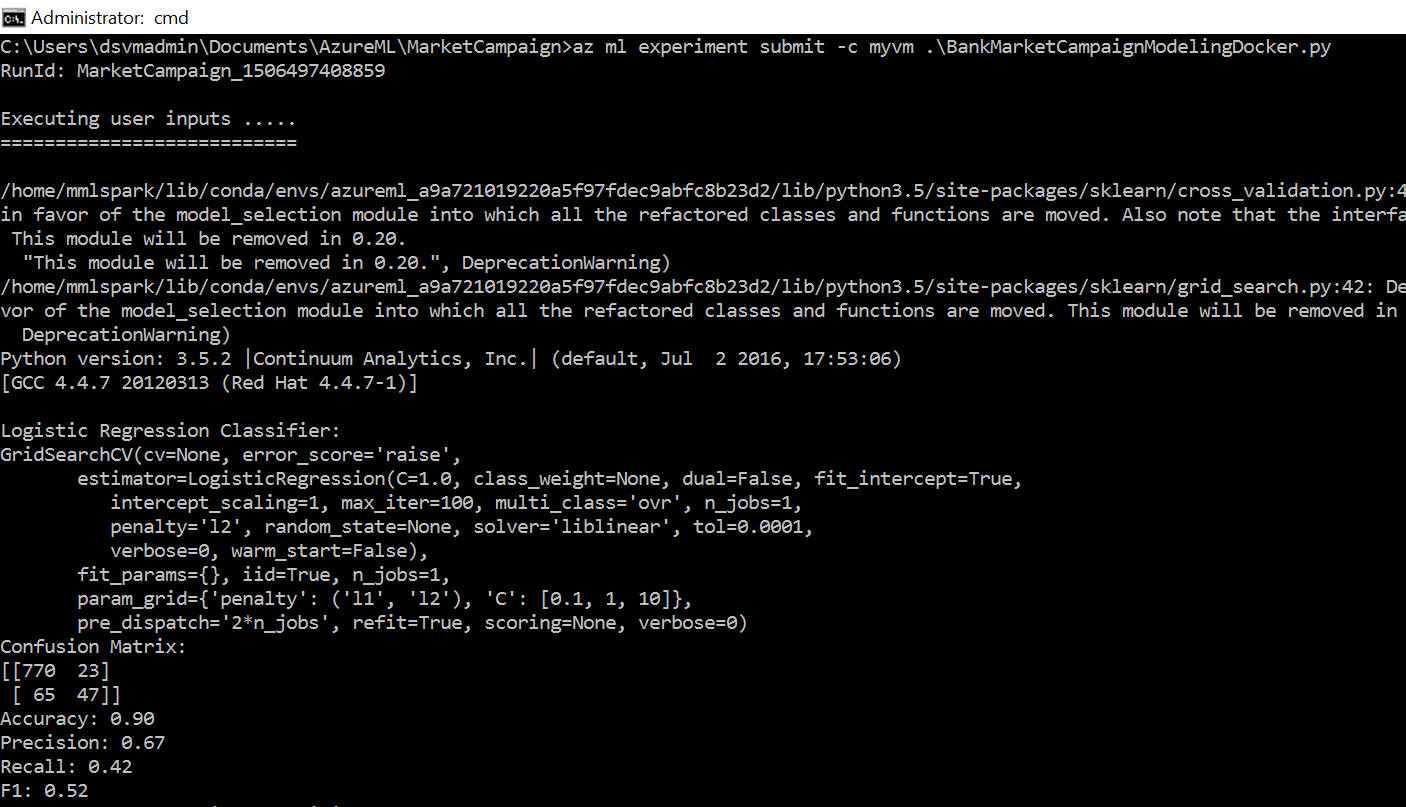 Administrator: cmd
C:\Users\dsvmadmin\Documents\AzureML\MarketCampaign>az ml experiment submit -c myvm .\BankMarketCampaignModelingDocker.py
RunId: MarketCampaign_1506497408859
Executing user inputs .....
===========================
/home/mmlspark/lib/conda/envs/azureml_a9a721019220a5f97fdec9abfc8b23d2/lib/python3.5/site-packages/sklearn/cross_validation.py:4
in favor of the model_selection module into which all the refactored classes and functions are moved. Also note that the interfa
This module will be removed in 0.20.
"This module will be removed in 0.20.", DeprecationWarning)
/home/mmlspark/lib/conda/envs/azureml_a9a721019220a5f97fdec9abfc8b23d2/lib/python3.5/site-packages/sklearn/grid_search.py:42: De
vor of the model_selection module into which all the refactored classes and functions are moved. This module will be removed in
DeprecationWarning)
Python version: 3.5.2 |Continuum Analytics, Inc.| (default, Jul  2 2016, 17:53:06)
[GCC 4.4.7 20120313 (Red Hat 4.4.7-1)]
Logistic Regression Classifier:
GridSearchCV(cv=None, error_score='raise',
estimator=LogisticRegression(C=1.0, class_weight=None, dual=False, fit_intercept=True,
intercept_scaling=1, max_iter=100, multi_class='ovr', n_jobs=1,
penalty='l2', random_state=None, solver='liblinear', tol=0.0001,
verbose=0, warm_start=False),
fit_params={}, iid=True, n_jobs=1,
param_grid={'penalty': ('l1', 'l2'), 'C': [0.1, 1, 10]},
pre_dispatch='2*n_jobs', refit=True, scoring=None, verbose=0)
Confusion Matrix:
[[770  23]
[ 65  47]]
Accuracy: 0.90
Precision: 0.67
Recall: 0.42
F1: 0.52